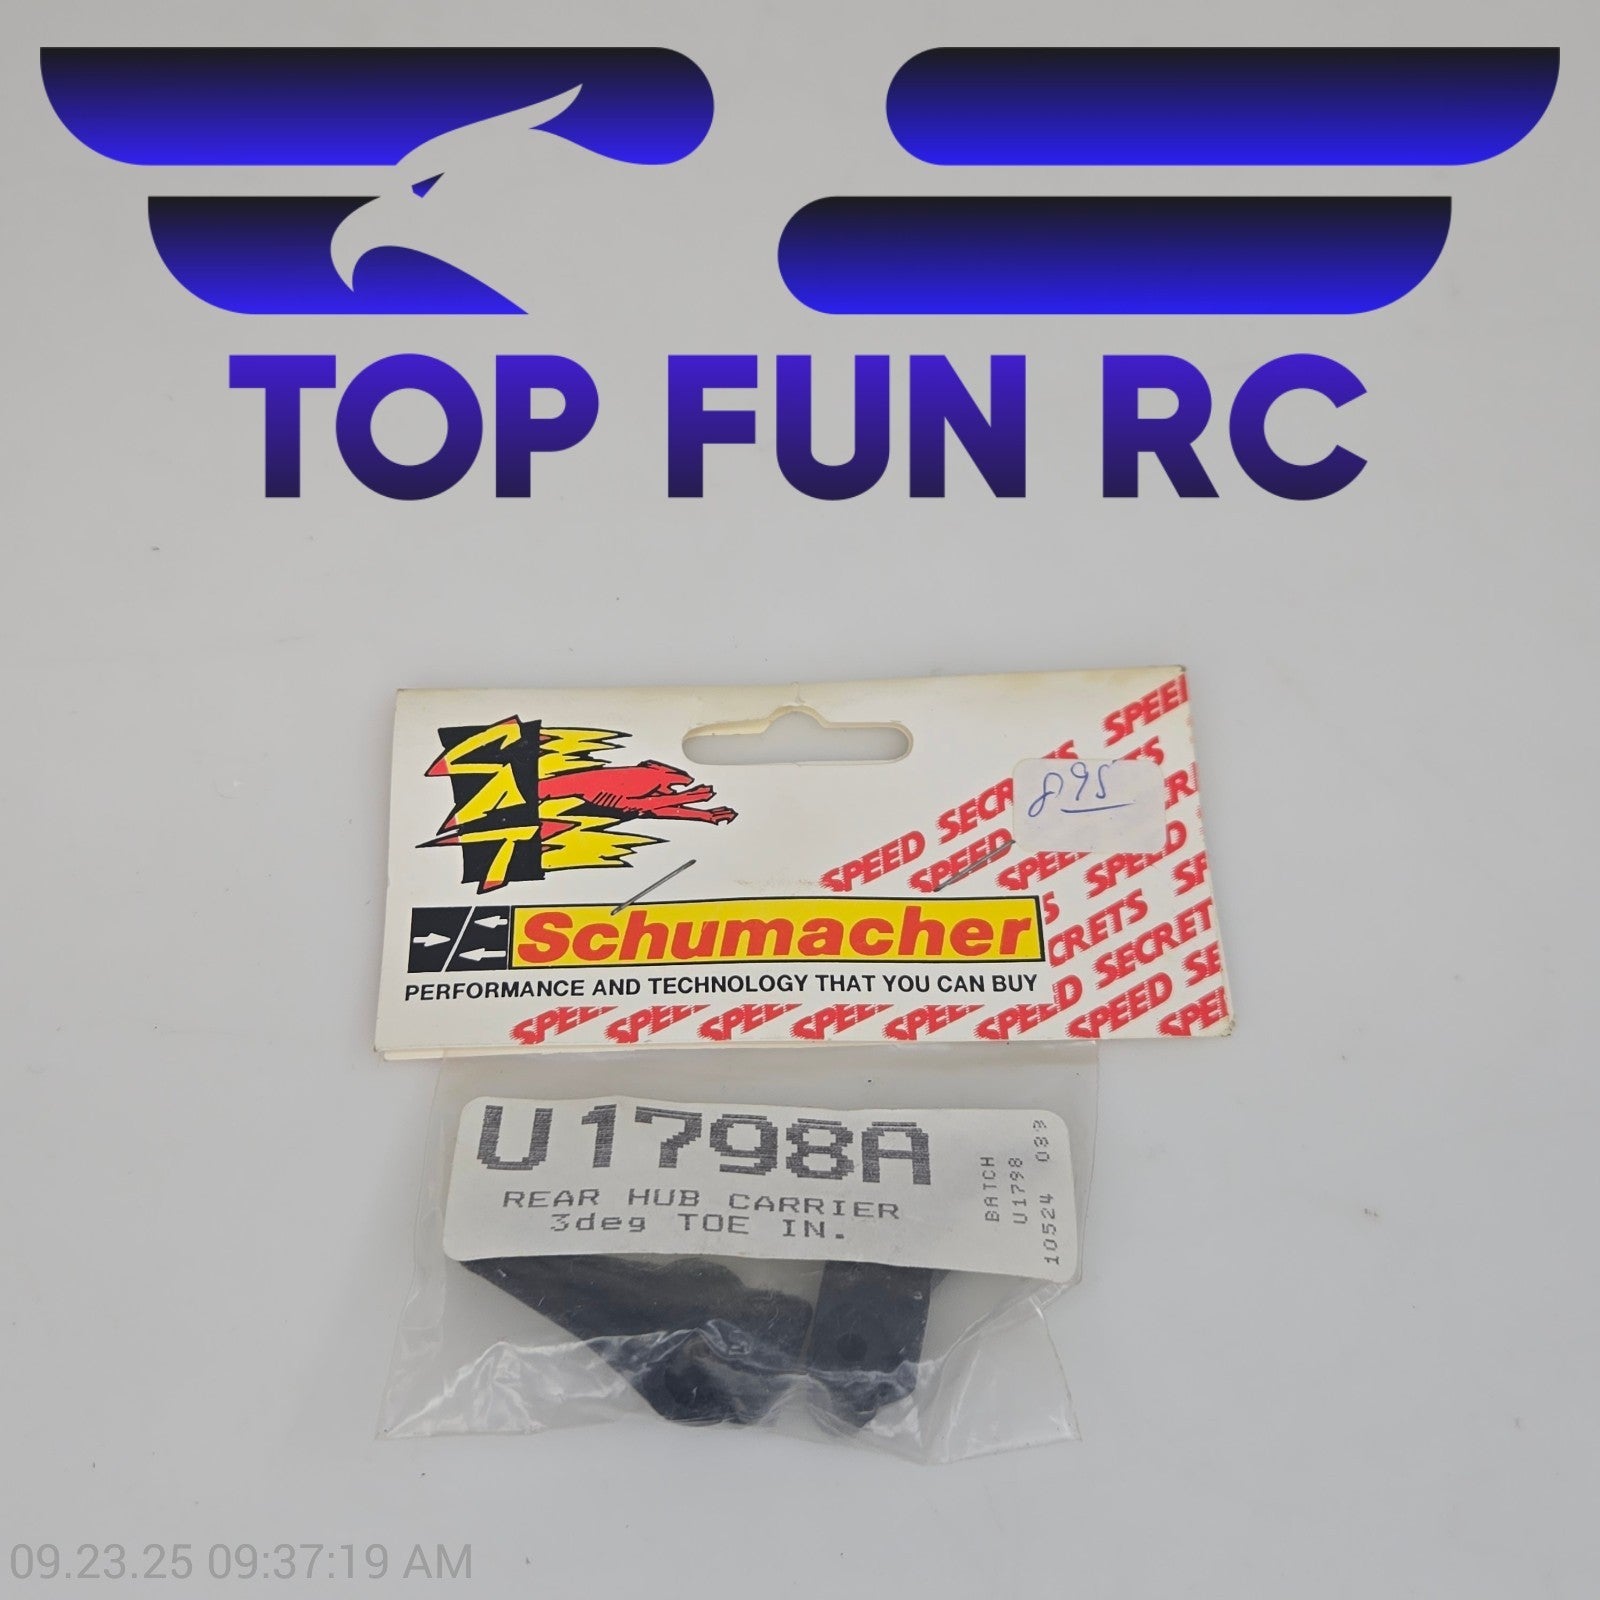 TOP FUN RC
CAT
SPEED SECRETS
895
Schumacher
PERFORMANCE AND TECHNOLOGY THAT YOU CAN BUY
U1798A
REAR HUB CARRIER
3deg TOE IN.
BATCH
U1798
10524 089
09.23.25 09:37:19 AM